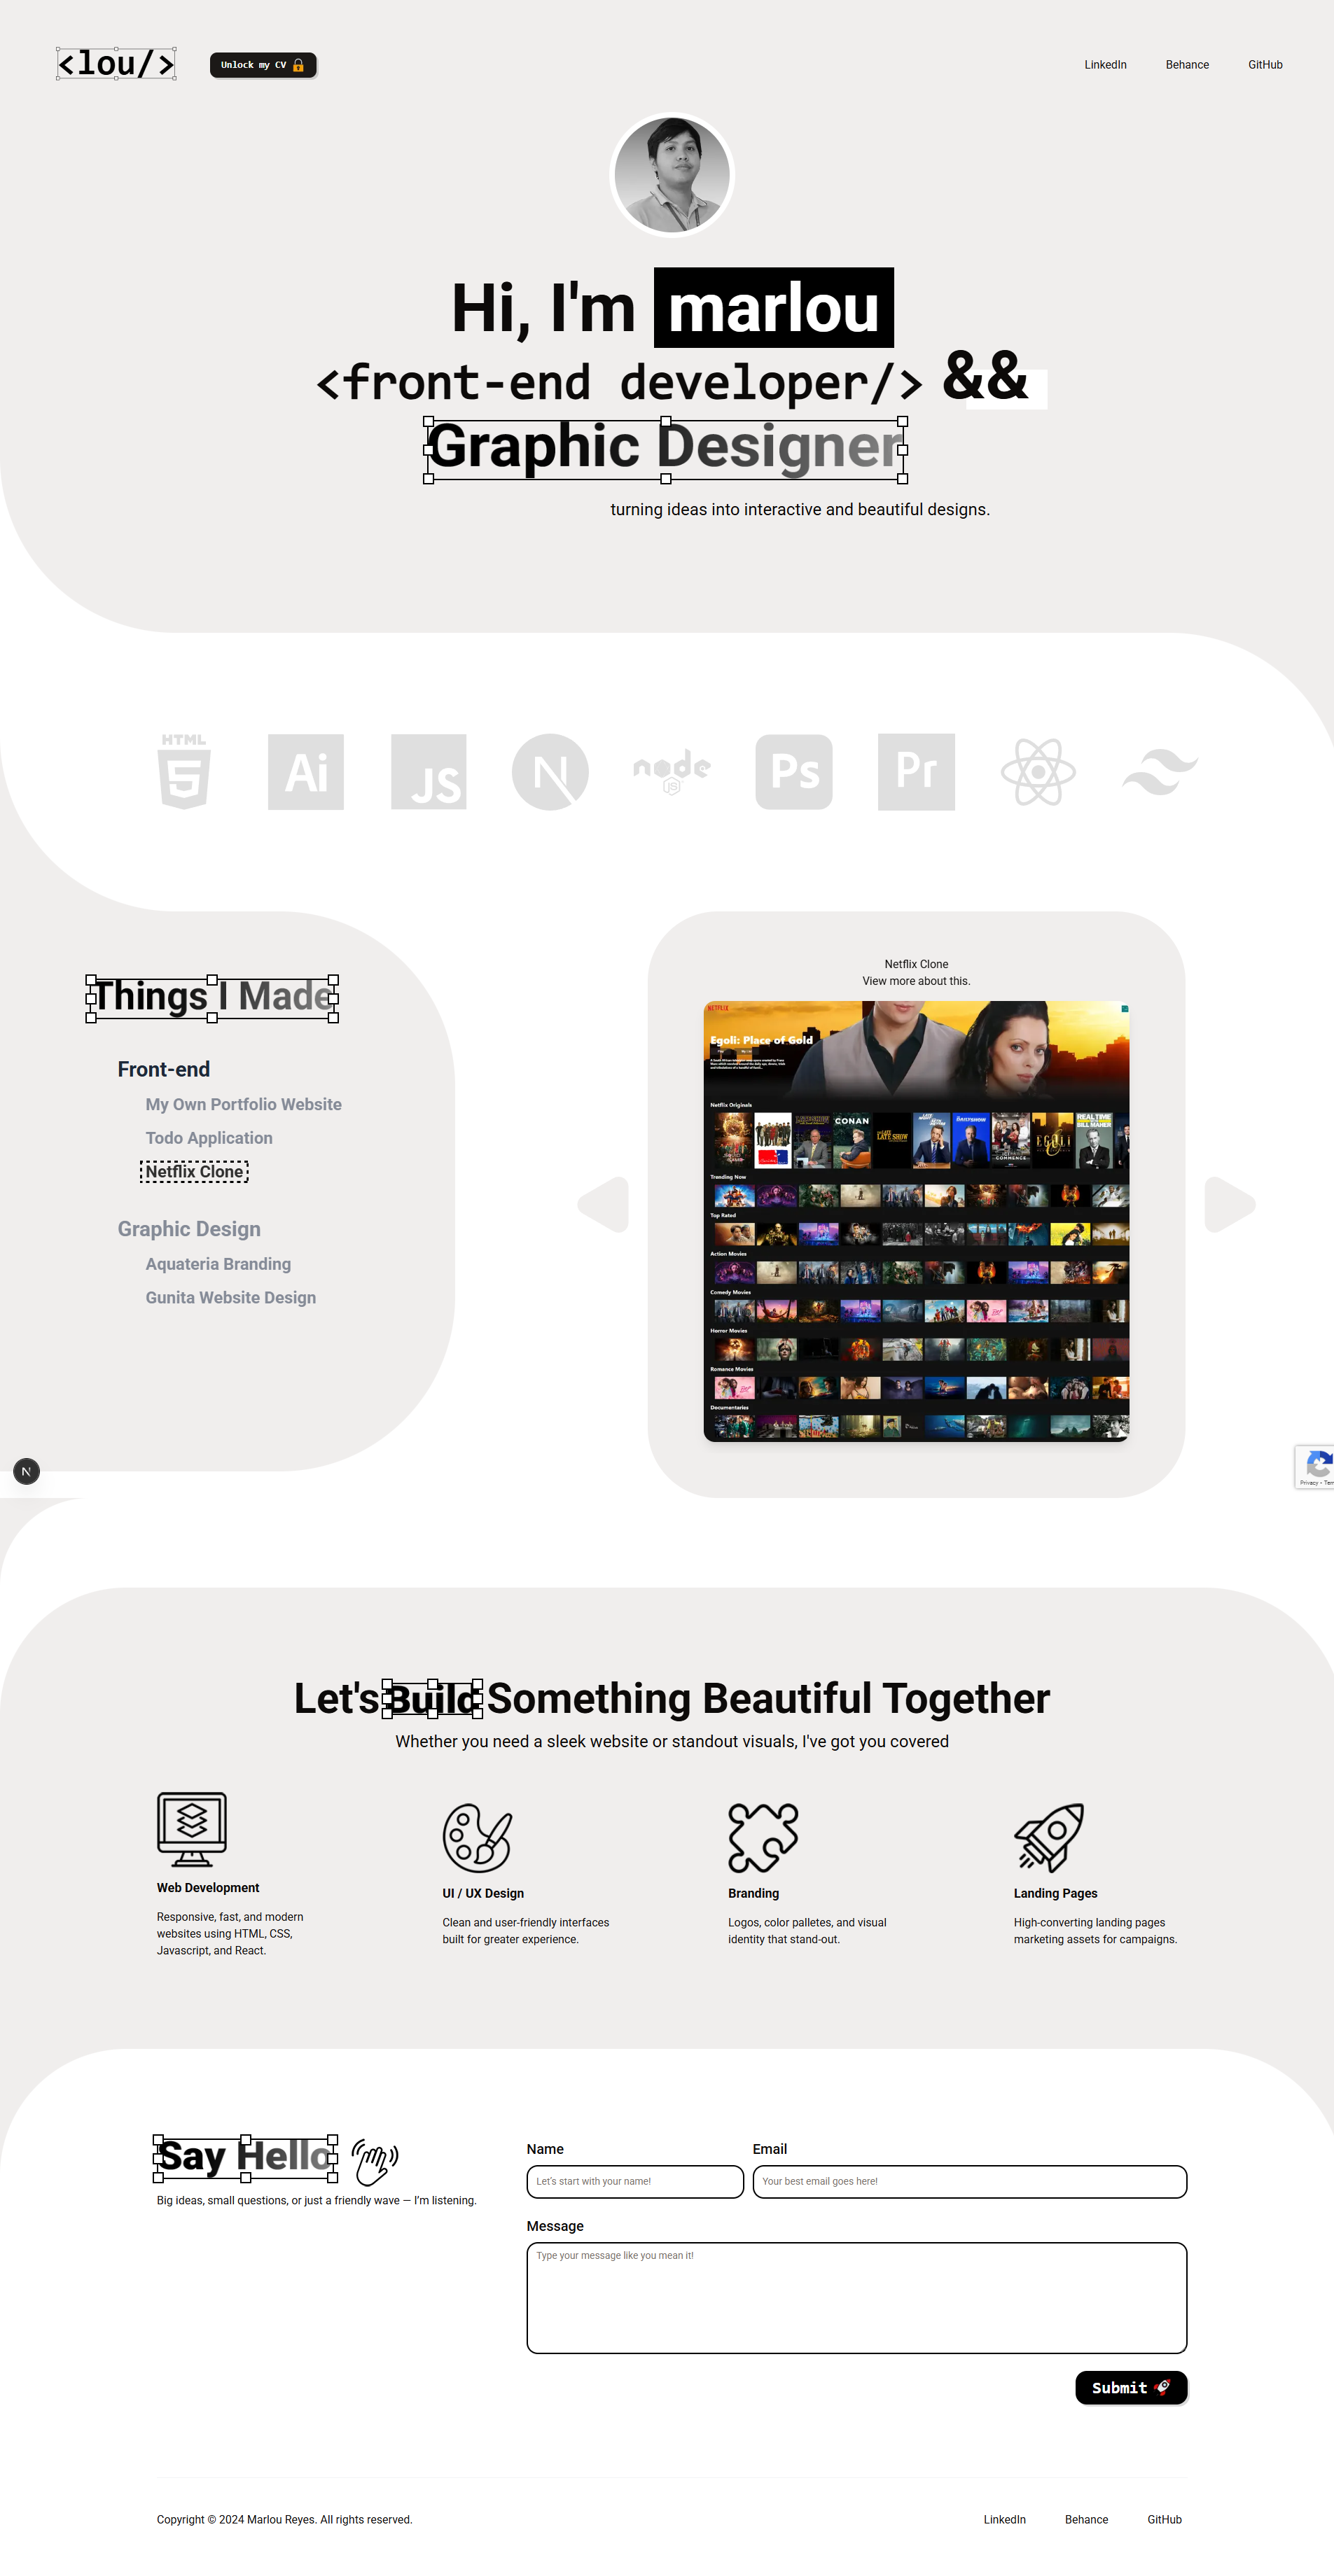 <lou/>
Unlock my CV
LinkedIn
Behance
GitHub
Hi, I'm marlou
<front-end developer/> &&
Graphic Designer
turning ideas into interactive and beautiful designs.
HTML
Ai
JS
N
node
JS
Ps
Pr
Things I Made
Front-end
My Own Portfolio Website
Todo Application
Netflix Clone
Graphic Design
Aquateria Branding
Gunita Website Design
Netflix Clone
View more about this.
NETFLIX
Egoli: Place of Gold
Netflix Originals
CONAN
Trending Now
Top Rated
Action Movies
Comedy Movies
Horror Movies
Romance Movies
Documentaries
N
Privacy - Ter
Let's Build Something Beautiful Together
Whether you need a sleek website or standout visuals, I've got you covered
Web Development
Responsive, fast, and modern
websites using HTML, CSS,
Javascript, and React.
UI / UX Design
Clean and user-friendly interfaces
built for greater experience.
Branding
Logos, color palletes, and visual
identity that stand-out.
Landing Pages
High-converting landing pages
marketing assets for campaigns.
Say Hello
Big ideas, small questions, or just a friendly wave — I'm listening.
Name
Let's start with your name!
Email
Your best email goes here!
Message
Type your message like you mean it!
Submit
Copyright © 2024 Marlou Reyes. All rights reserved.
LinkedIn
Behance
GitHub